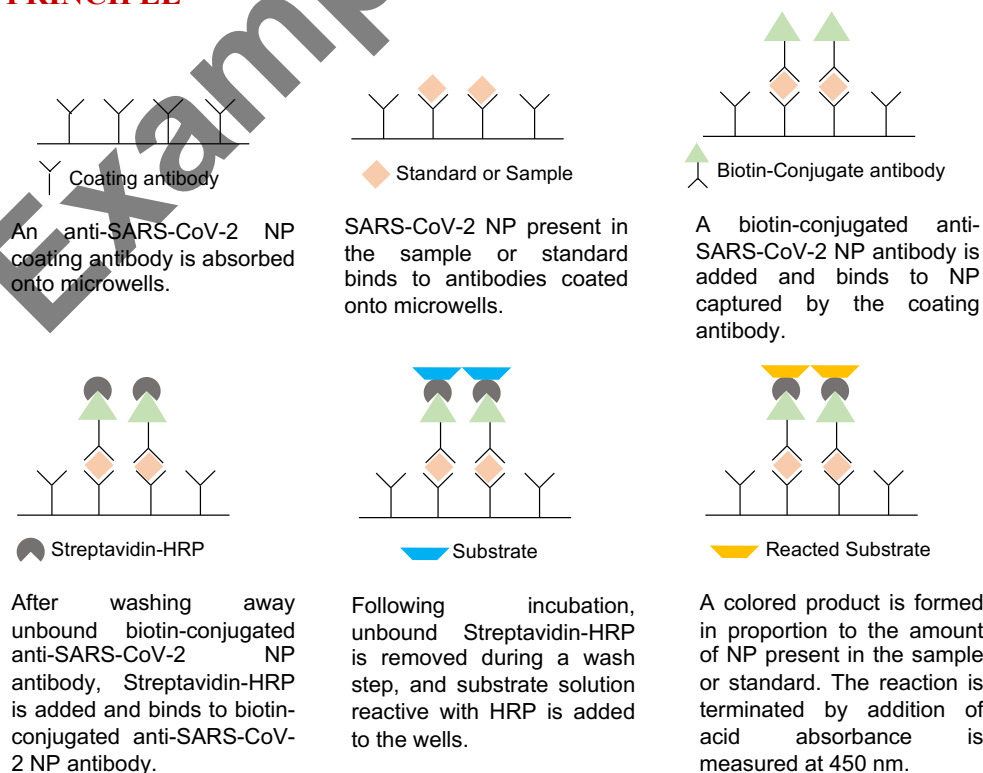 PRINCIPLE
Coating antibody
An anti-SARS-CoV-2 NP
coating antibody is absorbed
onto microwells.
Standard or Sample
SARS-CoV-2 NP present in
the sample or standard
binds to antibodies coated
onto microwells.
Biotin-Conjugate antibody
A biotin-conjugated anti-
SARS-CoV-2 NP antibody is
added and binds to NP
captured by the coating
antibody.
Streptavidin-HRP
After washing away
unbound biotin-conjugated
anti-SARS-CoV-2 NP
antibody, Streptavidin-HRP
is added and binds to biotin-
conjugated anti-SARS-CoV-
2 NP antibody.
Substrate
Following incubation,
unbound Streptavidin-HRP
is removed during a wash
step, and substrate solution
reactive with HRP is added
to the wells.
Reacted Substrate
A colored product is formed
in proportion to the amount
of NP present in the sample
or standard. The reaction is
terminated by addition of
acid absorbance is
measured at 450 nm.
Examp